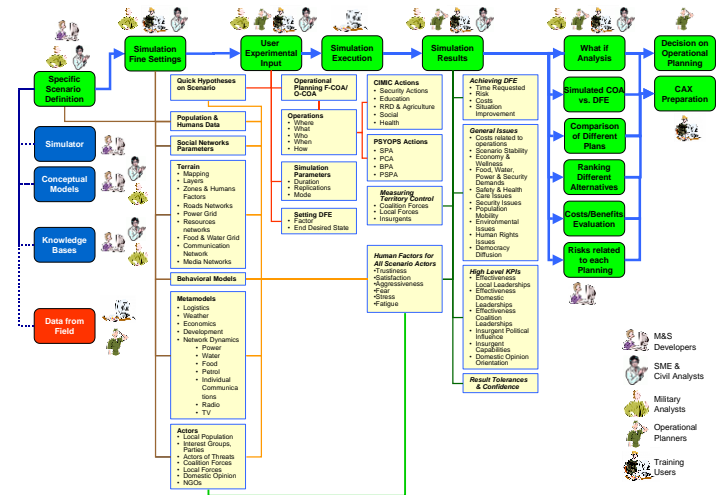 Simulation
Fine Settings
User
Experimental
Input
Simulation
Execution
Simulation
Results
What if
Analysis
Decision on
Operational
Planning
Specific
Scenario
Definition
Simulator
Conceptual
Models
Knowledge
Bases
Data from
Field
Quick Hypotheses
on Scenario
Population &
Humans Data
Social Networks
Parameters
Terrain
• Mapping
• Layers
• Zones & Humans
Factors
• Roads Networks
• Power Grid
• Resources
networks
• Food & Water Grid
• Communication
Network
• Media Networks
Behavioral Models
Metamodels
• Logistics
• Weather
• Economics
• Development
• Network Dynamics
• Power
• Water
• Food
• Petrol
• Individual
Communica
tions
• Radio
• TV
Actors
• Local Population
• Interest Groups,
Parties
• Actors of Threats
• Coalition Forces
• Local Forces
• Domestic Opinion
• NGOs
Operational
Planning F-COA/
O-COA
Operations
• Where
• What
• Who
• When
• How
Simulation
Parameters
• Duration
• Replications
• Mode
Setting DFE
• Factor
• End Desired State
CIMIC Actions
• Security Actions
• Education
• RRD & Agriculture
• Social
• Health
PSYOPS Actions
• SPA
• PCA
• BPA
• PSPA
Measuring
Territory Control
• Coalition Forces
• Local Forces
• Insurgents
Human Factors for
All Scenario Actors
•Trustiness
•Satisfaction
•Aggressiveness
•Fear
•Stress
•Fatigue
Achieving DFE
• Time Requested
• Risk
• Costs
• Situation
Improvement
General Issues
• Costs related to
operations
• Scenario Stability
• Economy &
Wellness
• Food, Water,
Power & Security
Demands
• Safety & Health
Care Issues
• Security Issues
• Population
Mobility
• Environmental
Issues
• Human Rights
Issues
• Democracy
Diffusion
High Level KPIs
• Effectiveness
Local Leaderships
• Effectiveness
Domestic
Leaderships
• Effectiveness
Coalition
Leaderships
• Insurgent Political
Influence
• Insurgent
Capabilities
• Domestic Opinion
Orientation
Result Tolerances
& Confidence
Simulated COA
vs. DFE
Comparison
of Different
Plans
Ranking
Different
Alternatives
Costs/Benefits
Evaluation
Risks related
to each
Planning
CAX
Preparation
M&S
Developers
SME &
Civil Analysts
Military
Analysts
Operational
Planners
Training
Users